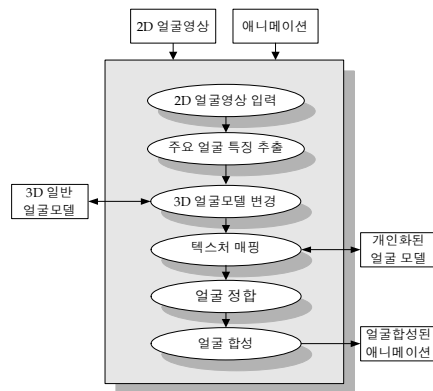 2D 얼굴영상
애니메이션
2D 얼굴영상 입력
주요 얼굴 특징 추출
3D 일반
얼굴모델
3D 얼굴모델 변경
텍스처 매핑
개인화된
얼굴 모델
얼굴 정합
얼굴 합성
얼굴합성된
애니메이션